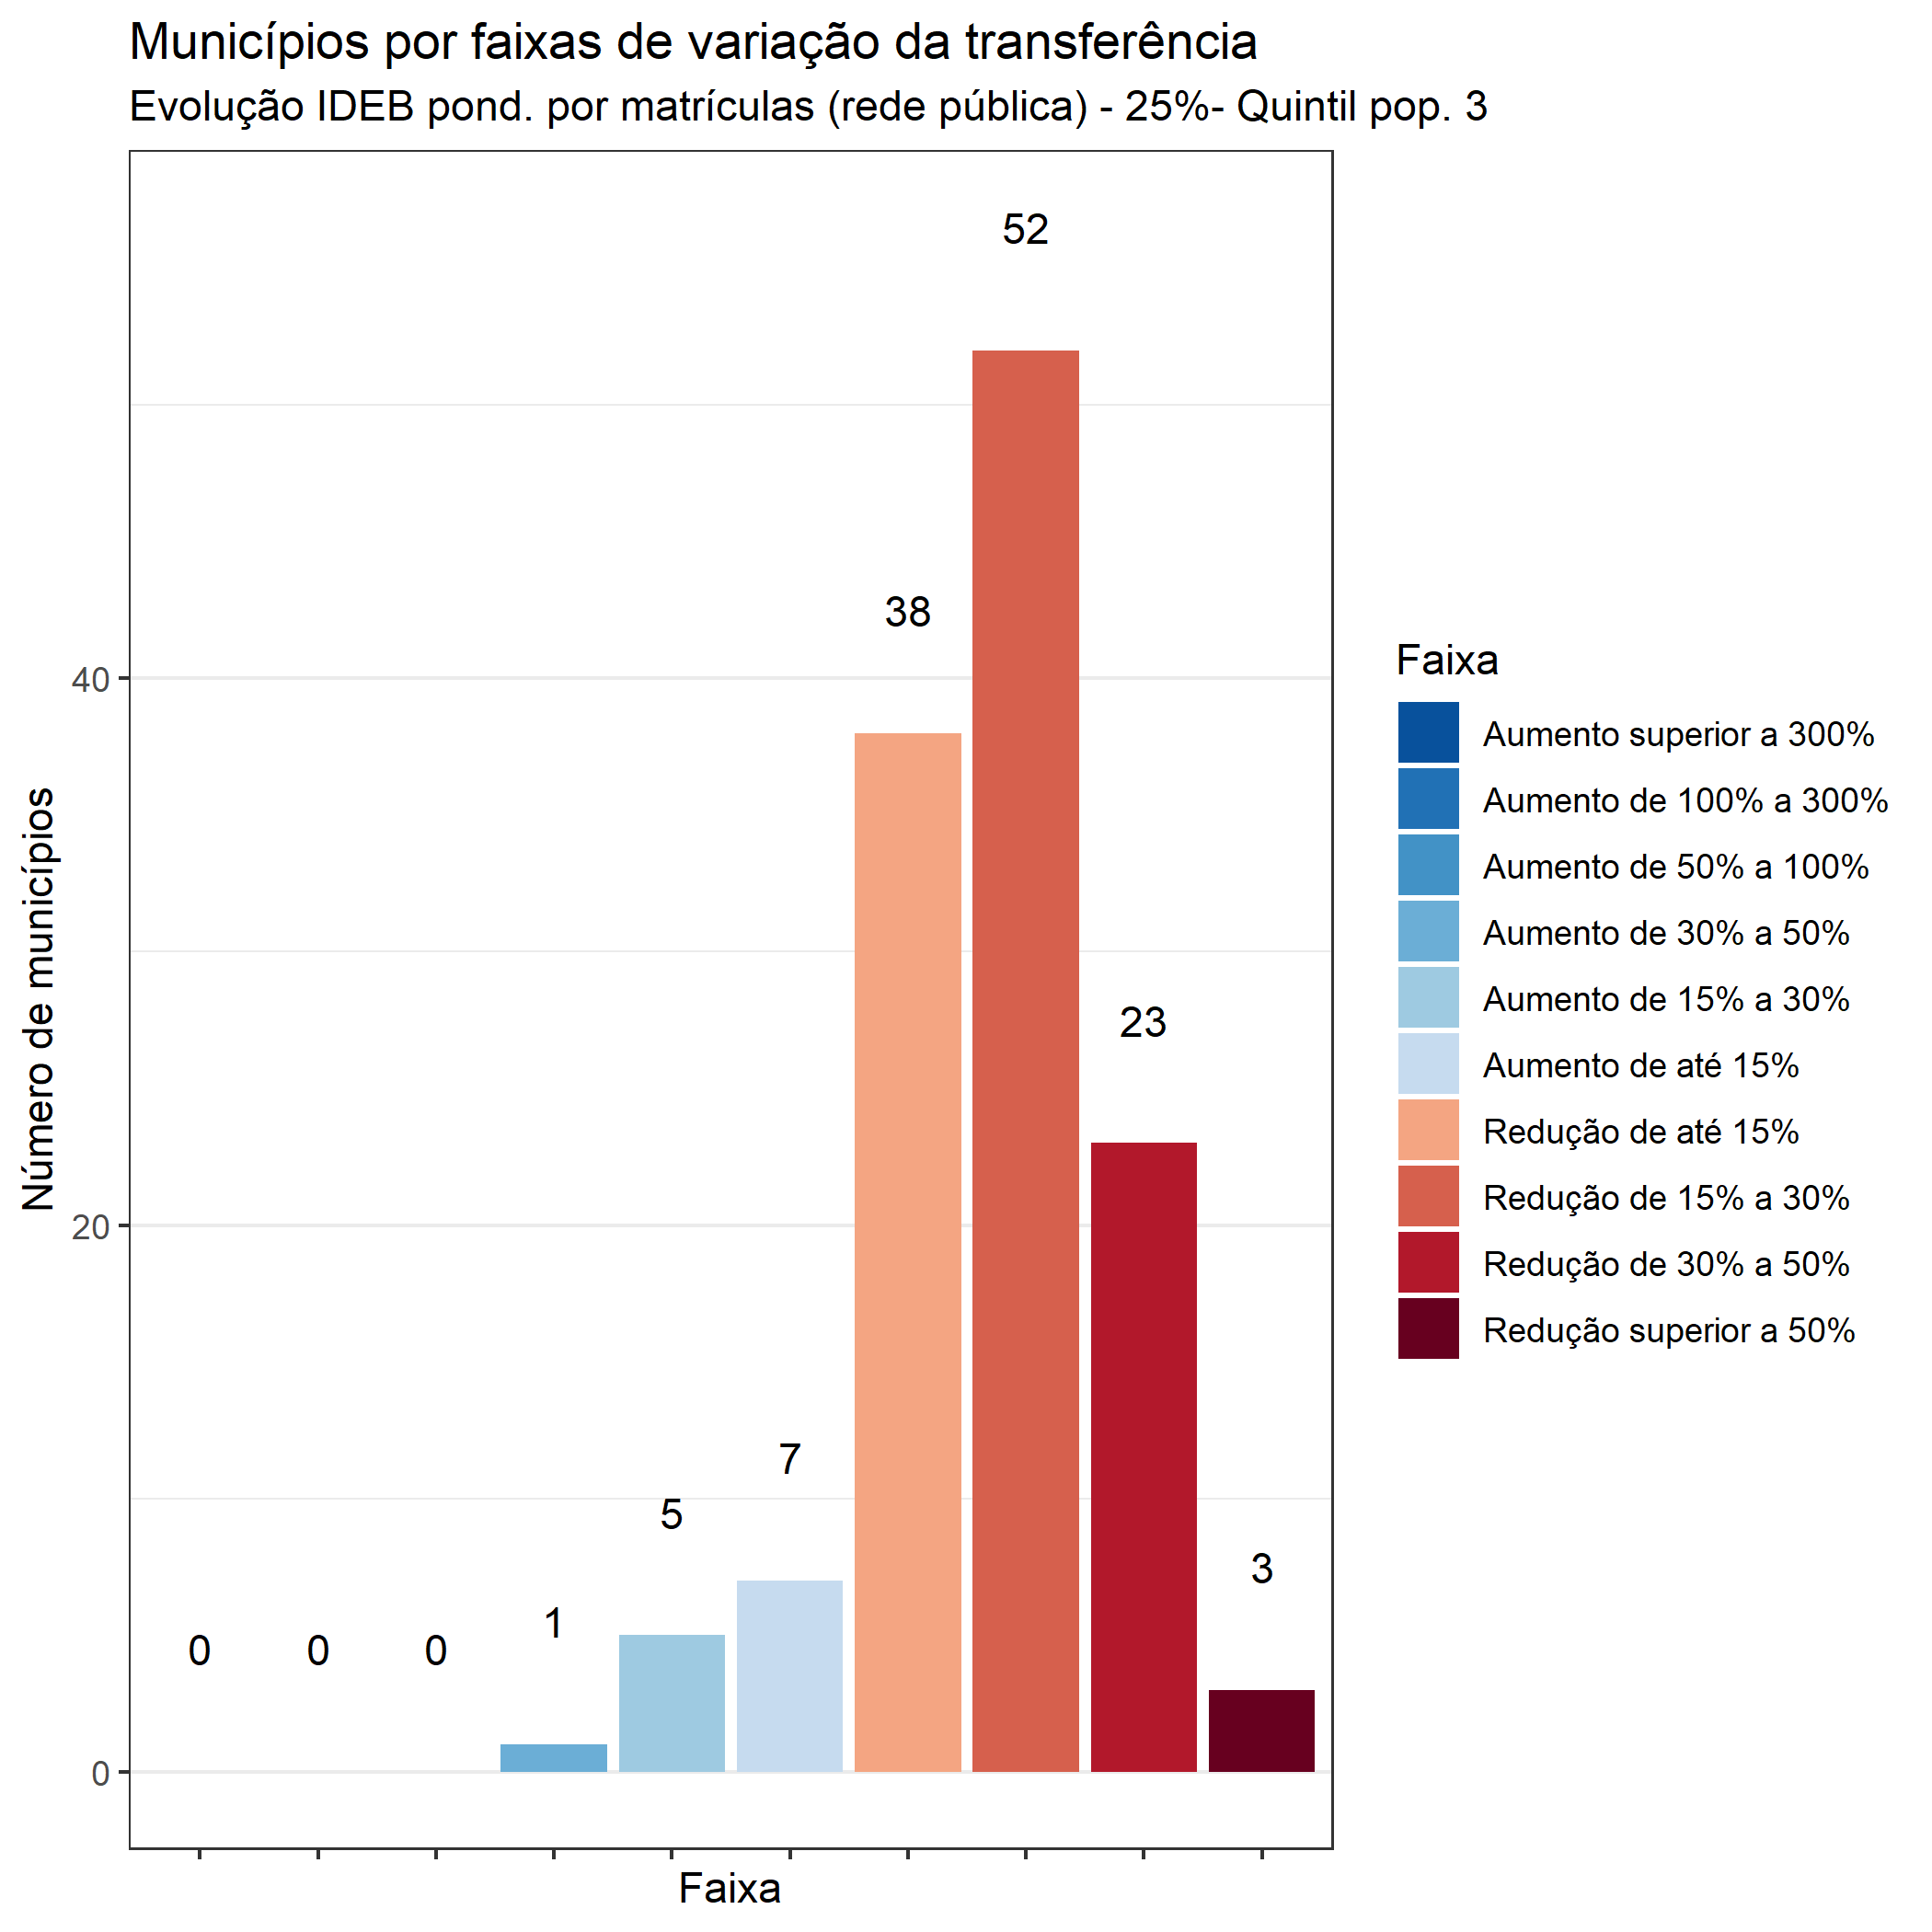 Municípios por faixas de variação da transferência
Evolução IDEB pond. por matrículas (rede pública) - 25%- Quintil pop. 3
52
38
40
23
20
7
5
3
1
0
0
0
0
Número de municípios
Faixa
Faixa
Aumento superior a 300%
Aumento de 100% a 300%
Aumento de 50% a 100%
Aumento de 30% a 50%
Aumento de 15% a 30%
Aumento de até 15%
Redução de até 15%
Redução de 15% a 30%
Redução de 30% a 50%
Redução superior a 50%